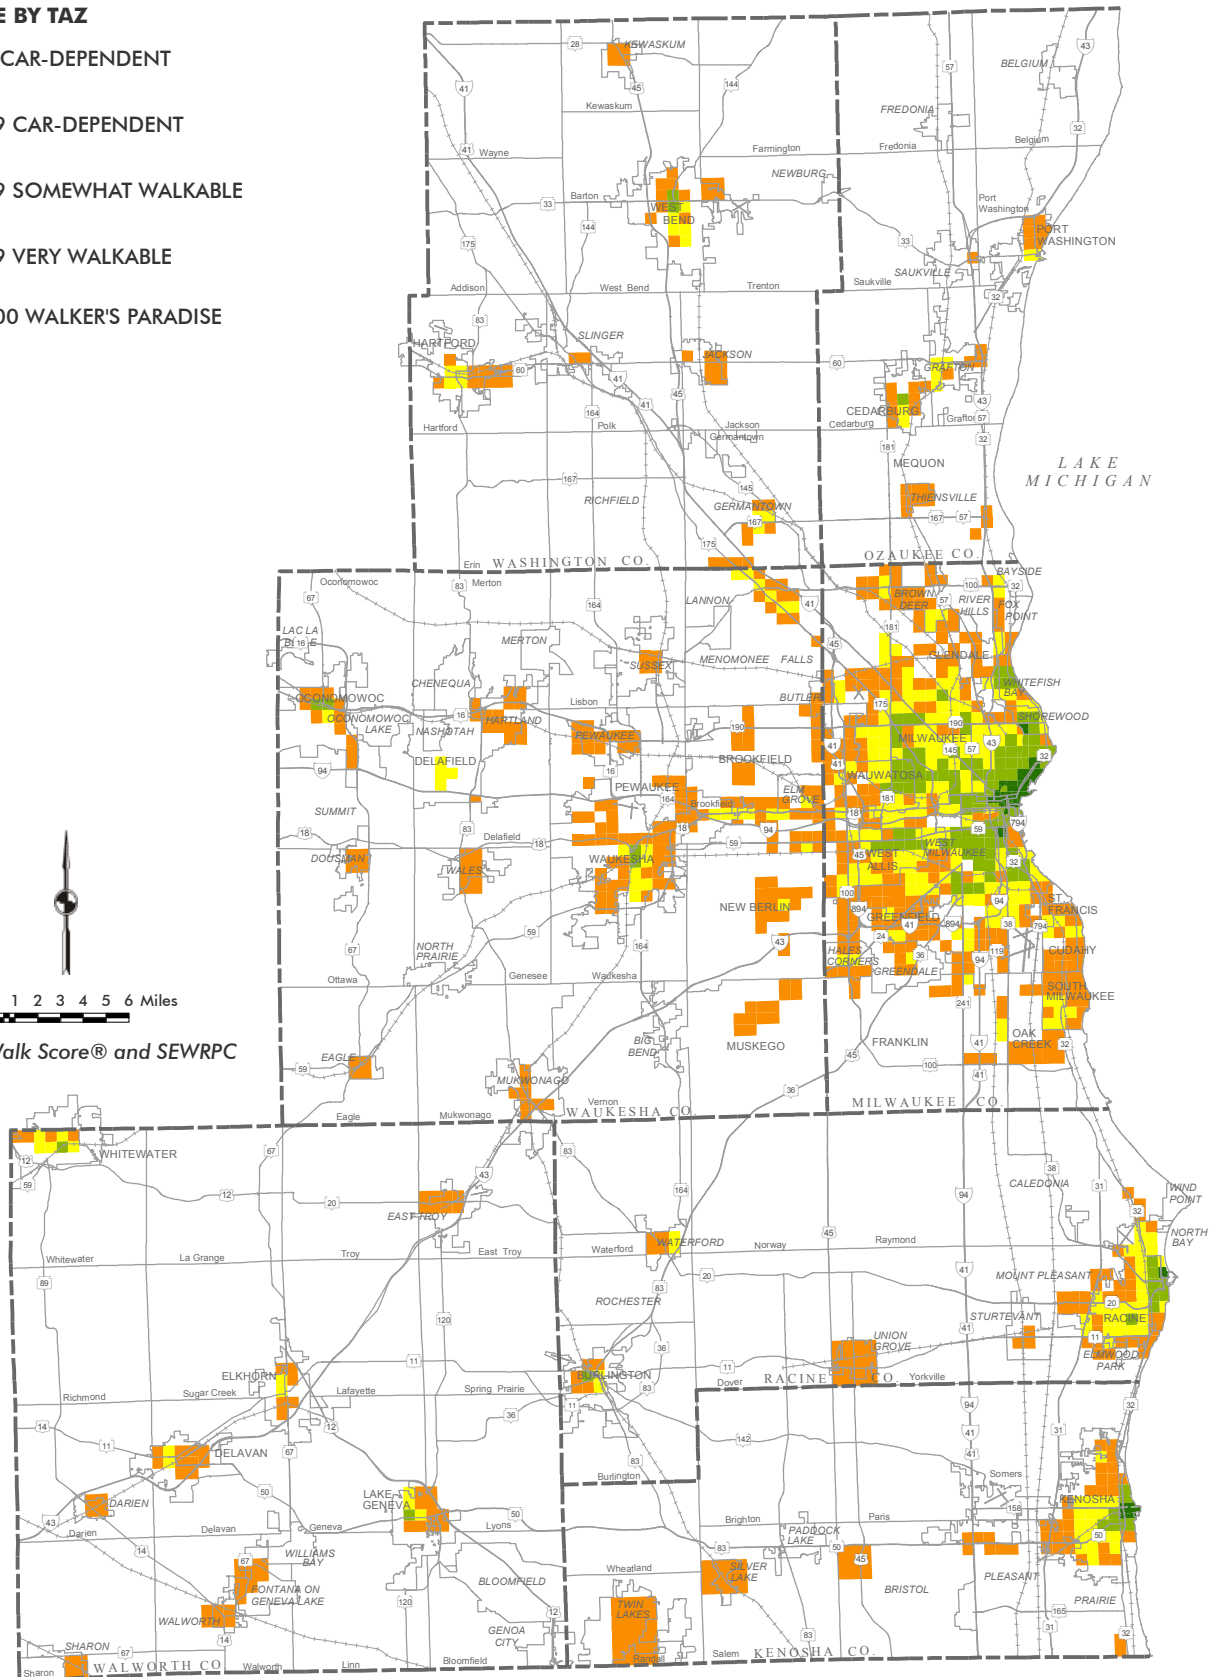 E BY TAZ
CAR-DEPENDENT
9 CAR-DEPENDENT
9 SOMEWHAT WALKABLE
9 VERY WALKABLE
00 WALKER'S PARADISE
1 2 3 4 5 6 Miles
Walk Score® and SEWRPC
KEWASKUM
Kewaskum
BELGIUM
FREDONIA
Wayne
Farmington
Fredonia
Belgium
NEWBURG
Barton
WEST
BEND
Port
Washington
PORT
WASHINGTON
SAUKVILLE
Addison
West Bend
Trenton
Saukville
HARTFORD
SLINGER
JACKSON
GRAFTON
CEDARBURG
Hartford
Polk
Jackson
Germantown
Cedarburg
Grafton
MEQUON
LAKE
MICHIGAN
RICHFIELD
GERMANTOWN
THIENSVILLE
Erin
WASHINGTON CO.
OZAUKEE CO.
Oconomowoc
Merton
LANNON
BAYSIDE
BROWN
DEER
RIVER
HILLS
FOX
POINT
LAC LA
MERTON
SUSSEX
MENOMONEE FALLS
GLENDALE
CHENEQUA
BUTLER
WHITEFISH
BAY
OCONOMOWOC
OCONOMOWOC
LAKE
NASHOTAH
HARTLAND
Lisbon
PEWAUKEE
SHOREWOOD
MILWAUKEE
DELAFIELD
BROOKFIELD
WAUWATOSA
PEWAUKEE
ELM
GROVE
Brookfield
SUMMIT
Delafield
DOUSMAN
WALES
WAUKESHA
WEST
ALLIS
WEST
MILWAUKEE
NEW BERLIN
GREENFIELD
ST.
FRANCIS
NORTH
PRAIRIE
HALES
CORNERS
GREENDALE
CUDAHY
Ottawa
Genesee
Waukesha
SOUTH
MILWAUKEE
BIG
BEND
MUSKEGO
FRANKLIN
OAK
CREEK
EAGLE
MUKWONAGO
Eagle
Mukwonago
Vernon
WAUKESHA CO.
MILWAUKEE CO.
WHITEWATER
CALEDONIA
WIND
POINT
EAST TROY
NORTH
BAY
Whitewater
La Grange
Troy
East Troy
Waterford
WATERFORD
Norway
Raymond
MOUNT PLEASANT
ROCHESTER
STURTEVANT
RACINE
UNION
GROVE
ELMWOOD
PARK
ELKHORN
BURLINGTON
Dover
RACINE CO.
Yorkville
Richmond
Sugar Creek
Lafayette
Spring Prairie
DELAVAN
Burlington
Somers
LAKE
GENEVA
KENOSHA
DARIEN
Darien
Delavan
Geneva
Lyons
Brighton
Paris
PADDOCK
LAKE
WILLIAMS
BAY
Wheatland
SILVER
LAKE
PLEASANT
PRAIRIE
FONTANA ON
GENEVA LAKE
BLOOMFIELD
BRISTOL
WALWORTH
TWIN
LAKES
GENOA
CITY
SHARON
Sharon
WALWORTH CO
Walworth
Linn
Bloomfield
Randall
Salem
KENOSHA CO.